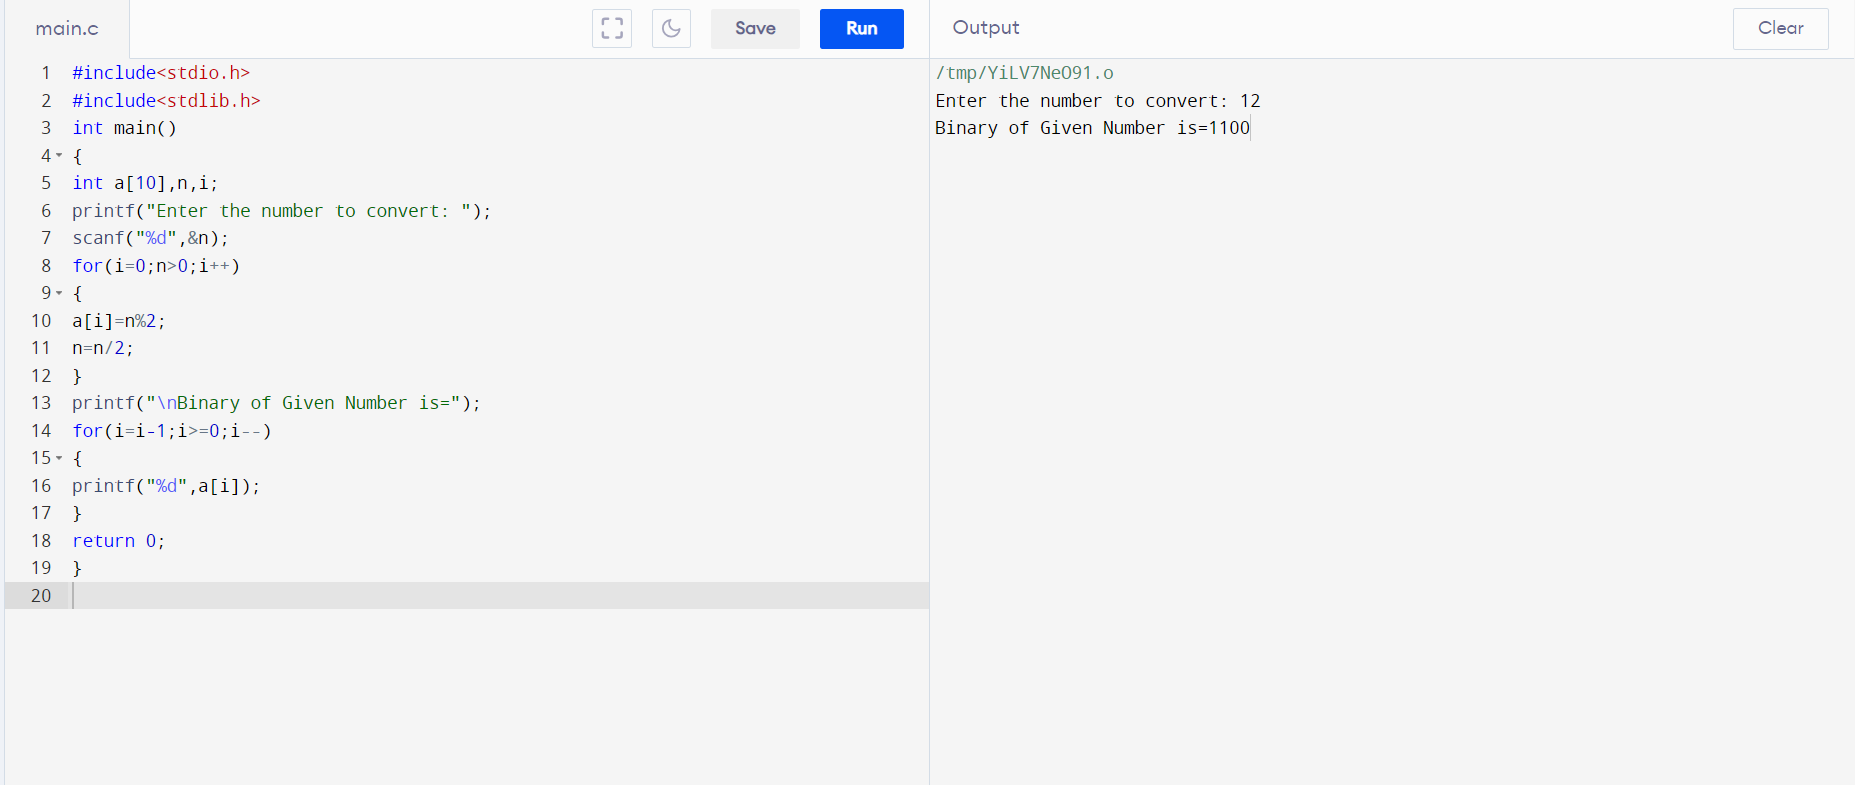 main.c
Save
Run
Output
Clear
1 #include<stdio.h>
2 #include<stdlib.h>
3 int main()
4 {
5 int a[10],n,i;
6 printf("Enter the number to convert: ");
7 scanf("%d",&n);
8 for(i=0;n>0;i++)
9 {
10 a[i]=n%2;
11 n=n/2;
12 }
13 printf("\nBinary of Given Number is=");
14 for(i=i-1;i>=0;i--)
15 {
16 printf("%d",a[i]);
17 }
18 return 0;
19 }
20
/tmp/YiLV7NeO91.o
Enter the number to convert: 12
Binary of Given Number is=1100